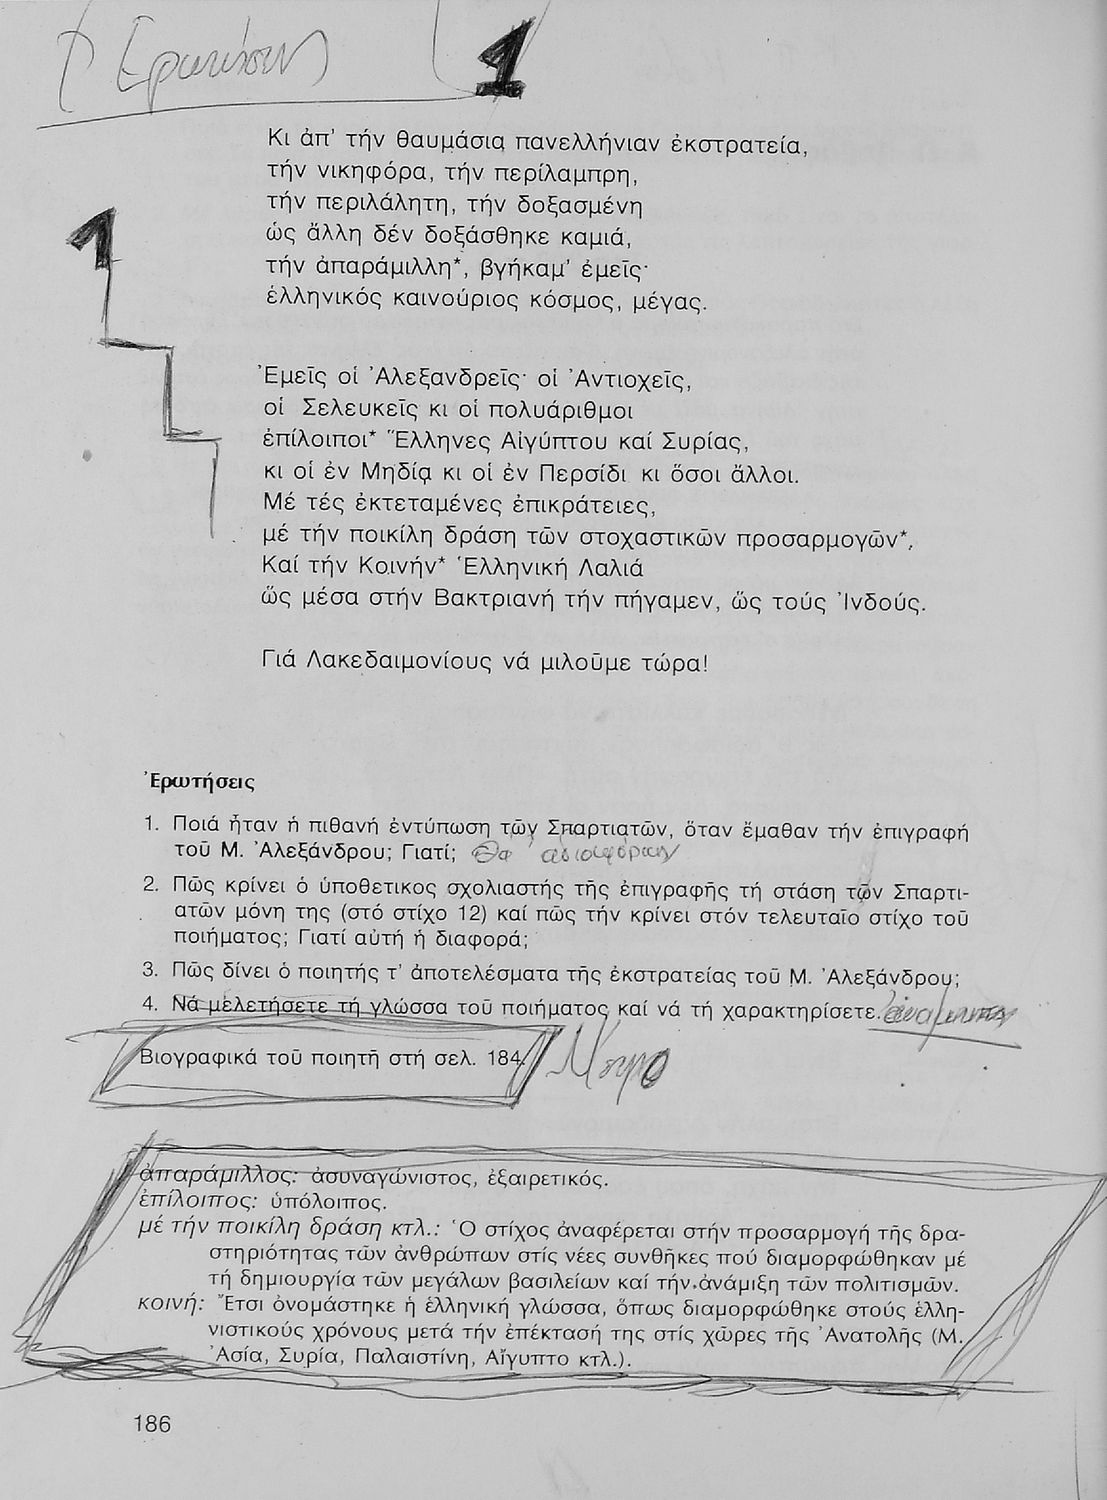 Ερωτήσεις
1
Κι ἀπ' τήν θαυμάσια πανελλήνιαν ἐκστρατεία,
τήν νικηφόρα, τήν περίλαμπρη,
τήν περιλάλητη, τήν δοξασμένη
ὡς ἄλλη δέν δοξάσθηκε καμιά,
τήν ἀπαράμιλλη*, βγήκαμ' ἐμεῖς·
ἑλληνικός καινούριος κόσμος, μέγας.
1
Ἐμεῖς οἱ Ἀλεξανδρεῖς· οἱ Ἀντιοχεῖς,
οἱ Σελευκεῖς κι οἱ πολυάριθμοι
ἐπίλοιποι* Ἕλληνες Αἰγύπτου καί Συρίας,
κι οἱ ἐν Μηδίᾳ κι οἱ ἐν Περσίδι κι ὅσοι ἄλλοι.
Μέ τές ἐκτεταμένες ἐπικράτειες,
μέ τήν ποικίλη δράση τῶν στοχαστικῶν προσαρμογῶν*,
Καί τήν Κοινήν* Ἑλληνική Λαλιά
ὥς μέσα στήν Βακτριανή τήν πήγαμεν, ὥς τούς Ἰνδούς.
Γιά Λακεδαιμονίους νά μιλοῦμε τώρα!
Ἐρωτήσεις
1. Ποιά ἦταν ἡ πιθανή ἐντύπωση τῶν Σπαρτιατῶν, ὅταν ἔμαθαν τήν ἐπιγραφή
τοῦ Μ. Ἀλεξάνδρου; Γιατί; Θα
2. Πῶς κρίνει ὁ ὑποθετικος σχολιαστής τῆς ἐπιγραφῆς τή στάση τῶν Σπαρτι-
ατῶν μόνη της (στό στίχο 12) καί πῶς τήν κρίνει στόν τελευταῖο στίχο τοῦ
ποιήματος; Γιατί αὐτή ἡ διαφορά;
3. Πῶς δίνει ὁ ποιητής τ' ἀποτελέσματα τῆς ἐκστρατείας τοῦ Μ. Ἀλεξάνδρου;
4. Νά μελετήσετε τή γλώσσα τοῦ ποιήματος καί νά τή χαρακτηρίσετε.
Βιογραφικά τοῦ ποιητῆ στή σελ. 184.
ἀπαράμιλλος: ἀσυναγώνιστος, ἐξαιρετικός.
ἐπίλοιπος: ὑπόλοιπος.
μέ τήν ποικίλη δράση κτλ.: Ὁ στίχος ἀναφέρεται στήν προσαρμογή τῆς δρα-
στηριότητας τῶν ἀνθρώπων στίς νέες συνθῆκες πού διαμορφώθηκαν μέ
τή δημιουργία τῶν μεγάλων βασιλείων καί τήν ἀνάμιξη τῶν πολιτισμῶν.
κοινή: Ἔτσι ὀνομάστηκε ἡ ἑλληνική γλώσσα, ὅπως διαμορφώθηκε στούς ἑλλη-
νιστικούς χρόνους μετά τήν ἐπέκτασή της στίς χῶρες τῆς Ἀνατολῆς (Μ.
Ἀσία, Συρία, Παλαιστίνη, Αἴγυπτο κτλ.).
186